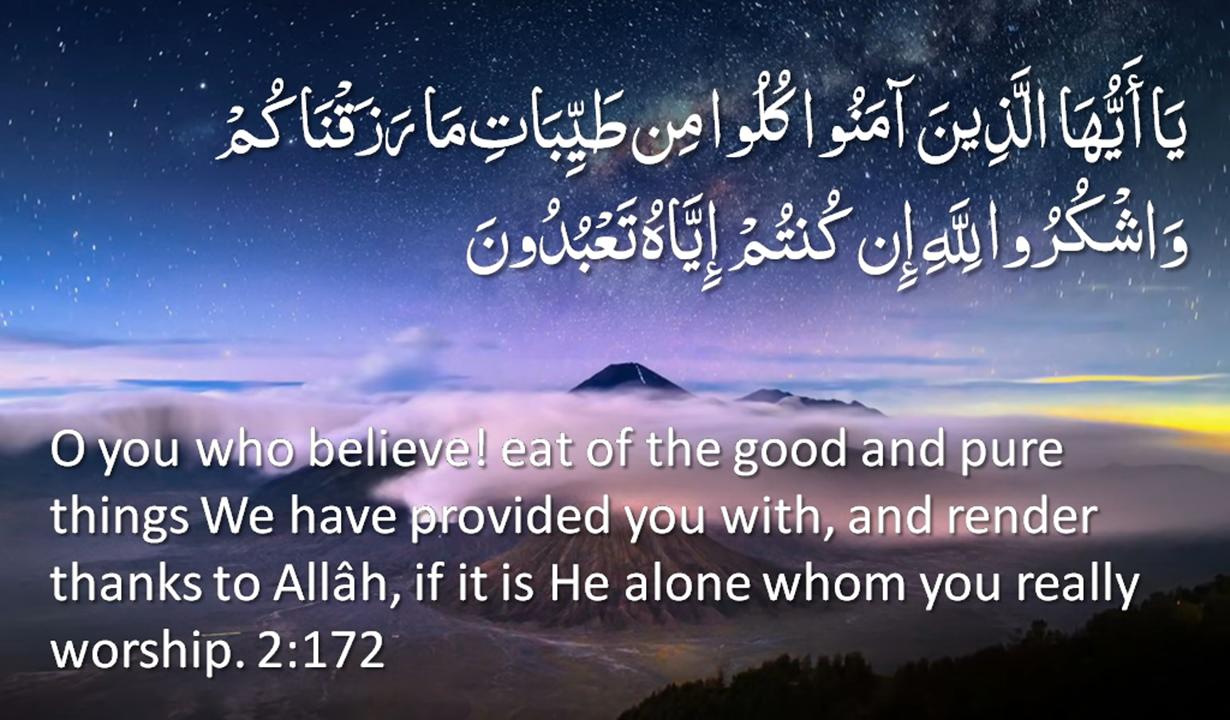 يَا أَيُّهَا الَّذِينَ آمَنُوا كُلُوا مِن طَيِّبَاتِ مَا رَزَقْنَاكُمْ
وَاشْكُرُوا لِلَّهِ إِن كُنتُمْ إِيَّاهُ تَعْبُدُونَ
O you who believe! eat of the good and pure
things We have provided you with, and render
thanks to Allâh, if it is He alone whom you really
worship. 2:172